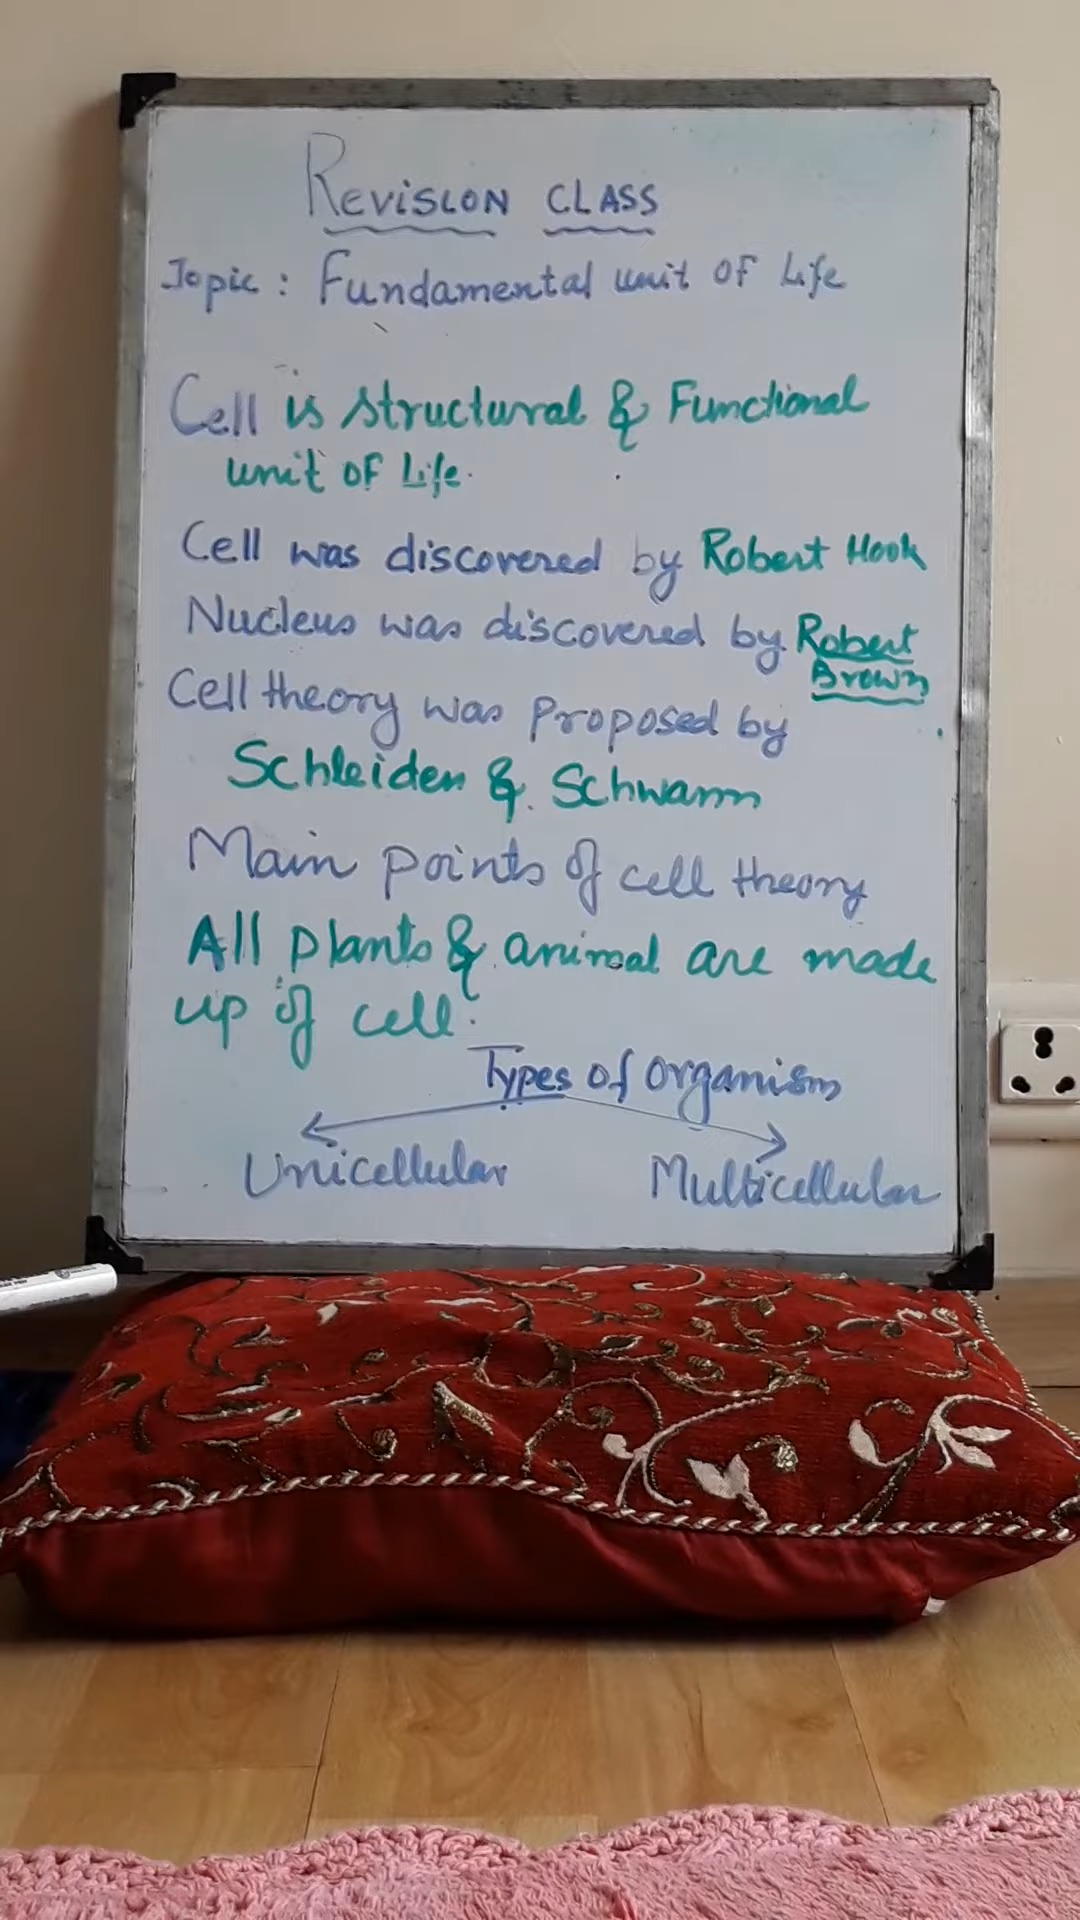 Revision CLASS
Topic : Fundamental unit of Life
Cell is structural & Functional
unit of Life.
Cell was discovered by Robert Hook
Nucleus was discovered by Robert
Brown
Cell theory was proposed by
Schleiden & Schwann
Main points of cell theory
All plants & animal are made
up of cell.
Types of organism
Unicellular Multicellular